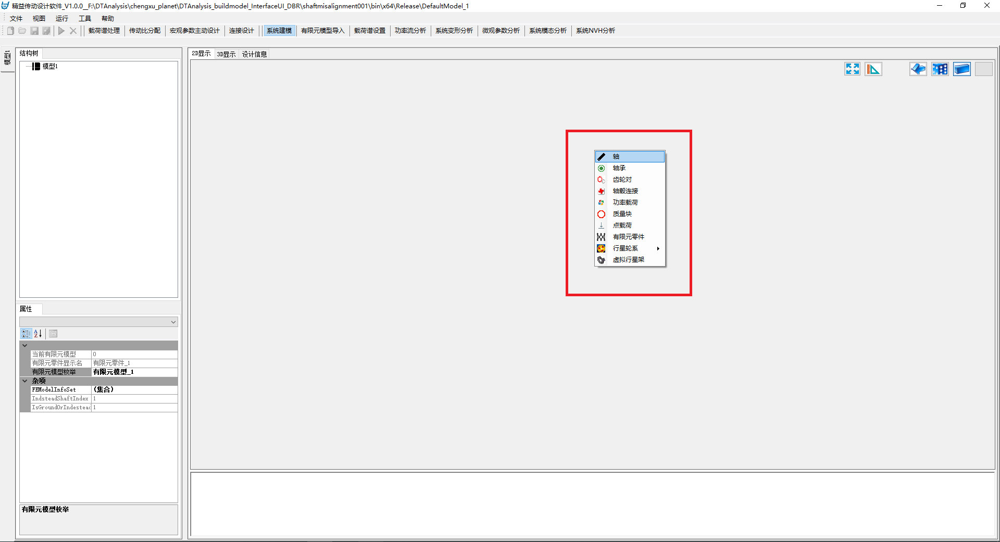 精益传动设计软件_V1.0.0__F:\DTAnalysis\chengxu_planet\DTAnalysis_buildmodel_InterfaceUI_DBR\shaftmisalignment001\bin\x64\Release\DefaultModel_1
文件 视图 运行 工具 帮助
载荷谱处理 传动比分配 宏观参数主动设计 连接设计 系统建模 有限元模型导入 载荷谱设置 功率流分析 系统变形分析 微观参数分析 系统模态分析 系统NVH分析
模型1
结构树
模型1
2D显示 3D显示 设计信息
轴
轴承
齿轮对
轴毂连接
功率载荷
质量块
点载荷
有限元零件
行星轮系
虚拟行星架
属性
当前有限元模型 0
有限元零件显示名 有限元零件_1
有限元模型枚举 有限元模型_1
杂项
FEModelInfoSet (集合)
IndsteadShaftIndex 1
IsGroundOrIndestead 1
有限元模型枚举